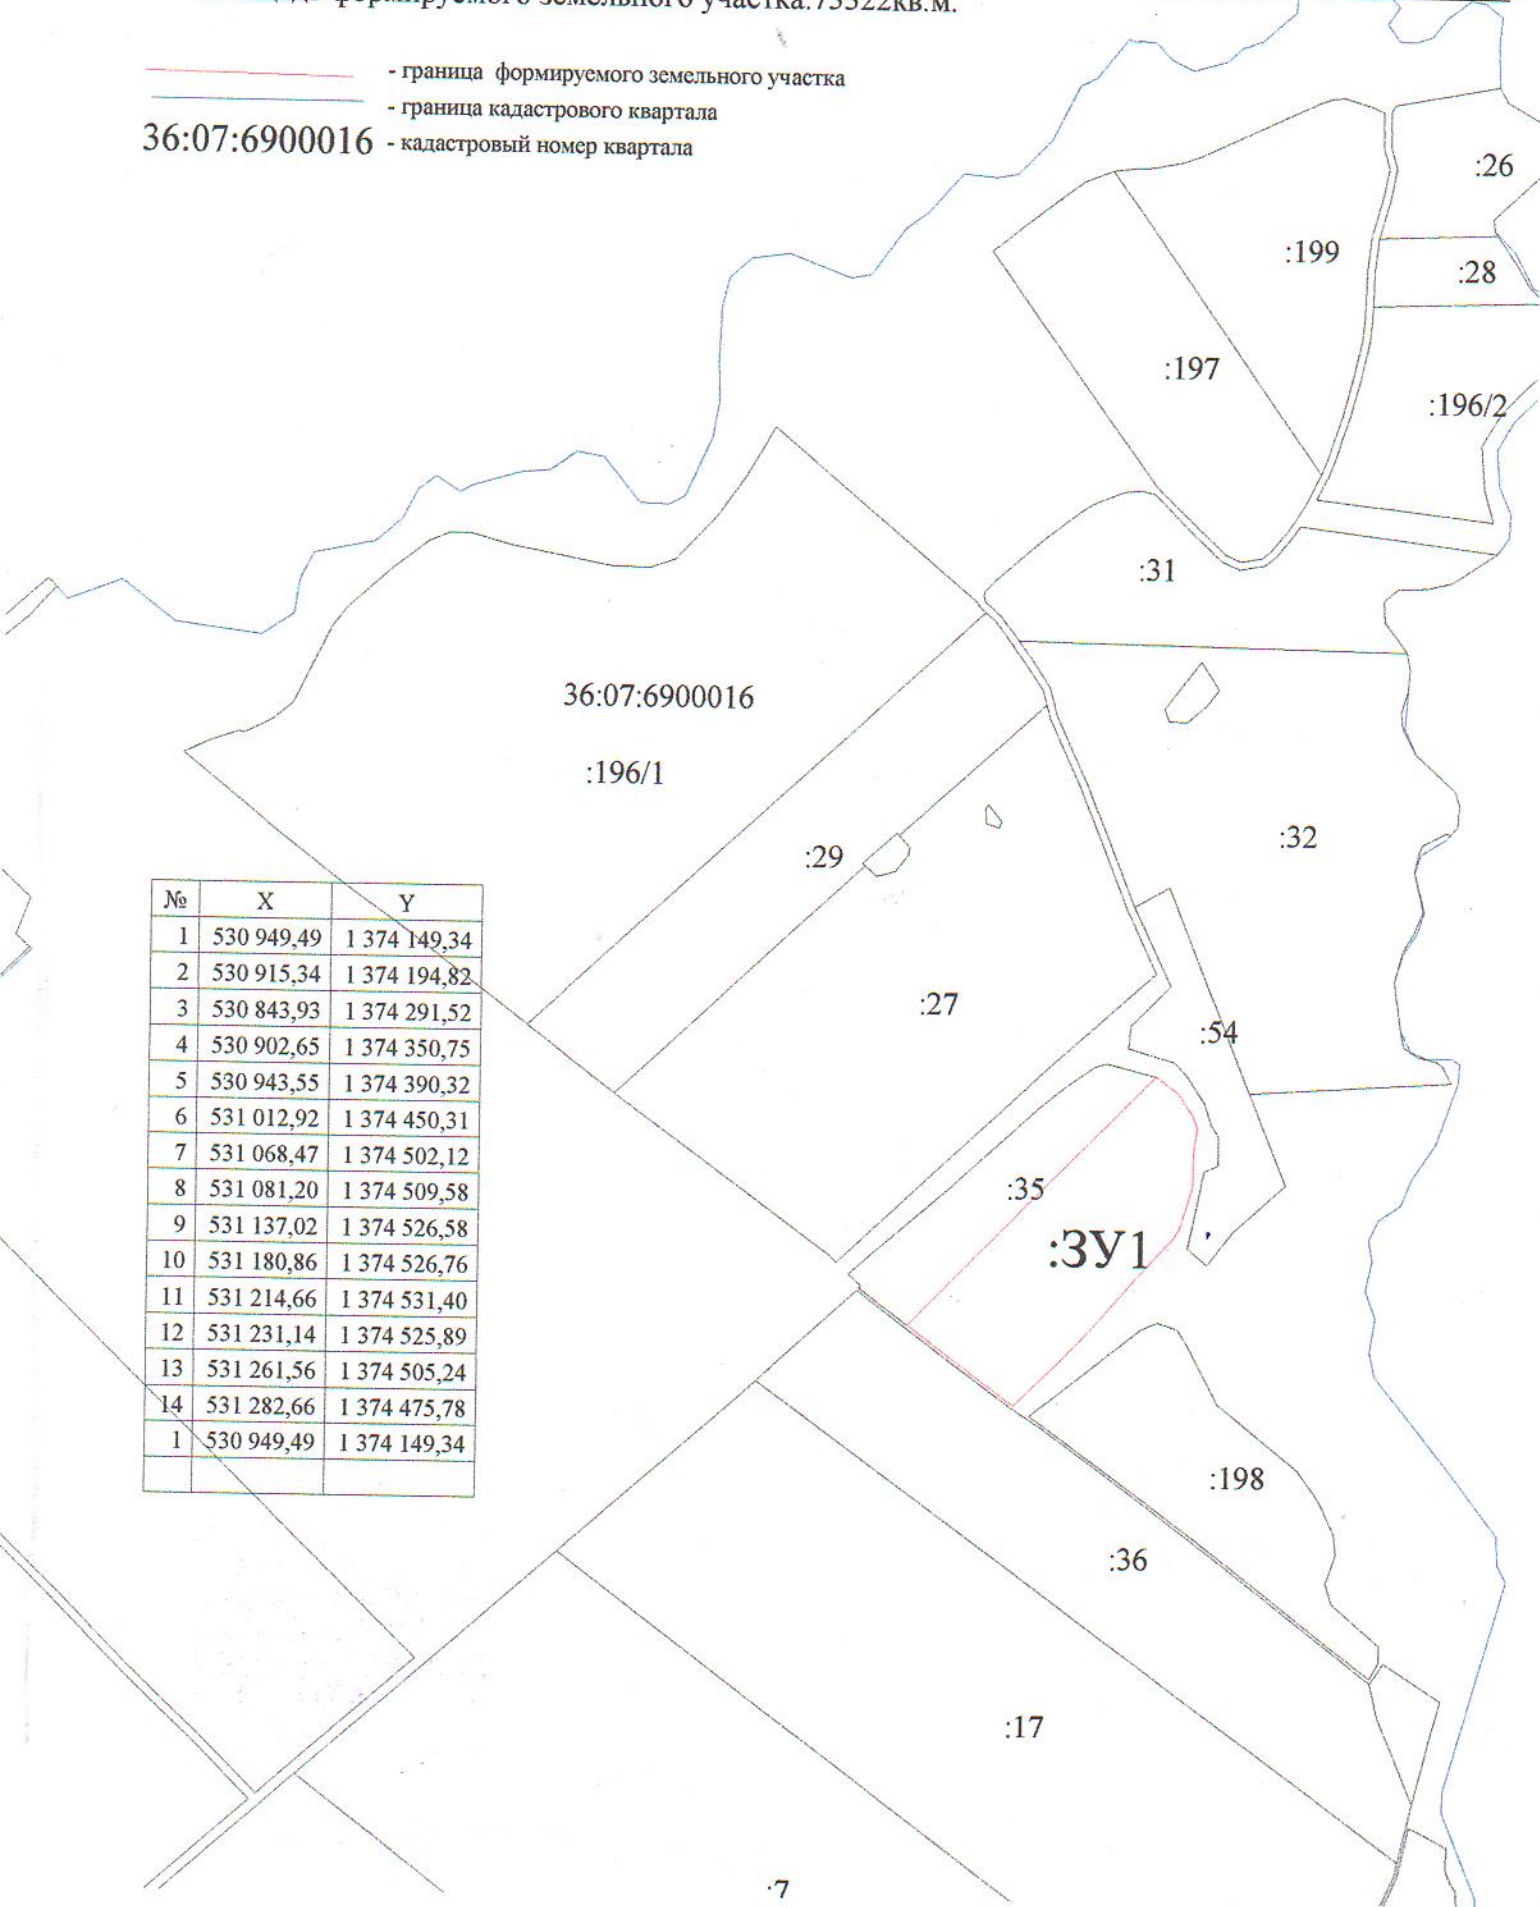 формируемого земельного участка:
- граница формируемого земельного участка
- граница кадастрового квартала
36:07:6900016 - кадастровый номер квартала
:26
:199
:28
:197
:196/2
:31
36:07:6900016
:196/1
:32
:29
:27
:54
№ X Y
1 530 949,49 1 374 149,34
2 530 915,34 1 374 194,82
3 530 843,93 1 374 291,52
4 530 902,65 1 374 350,75
5 530 943,55 1 374 390,32
6 531 012,92 1 374 450,31
7 531 068,47 1 374 502,12
8 531 081,20 1 374 509,58
9 531 137,02 1 374 526,58
10 531 180,86 1 374 526,76
11 531 214,66 1 374 531,40
12 531 231,14 1 374 525,89
13 531 261,56 1 374 505,24
14 531 282,66 1 374 475,78
1 530 949,49 1 374 149,34
:35
:ЗУ1
:198
:36
:17
:7